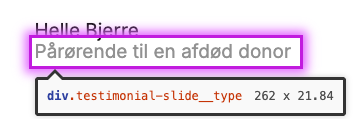 Helle Bjerre
Pårørende til en afdød donor
div.testimonial-slide__type 262 x 21.84